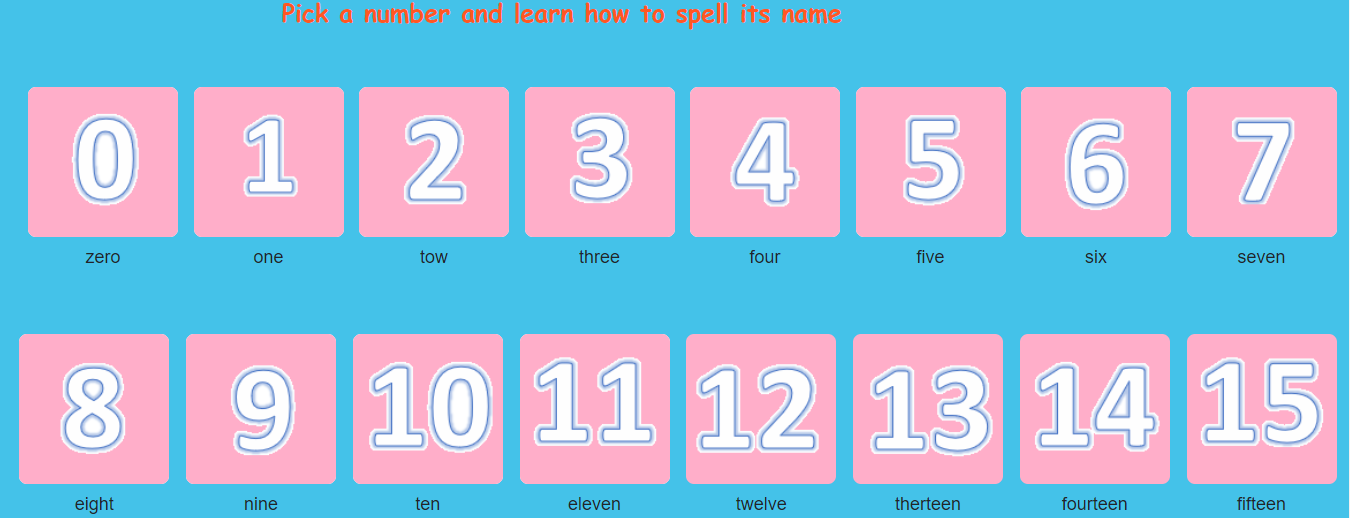 Pick a number and learn how to spell its name
0 1 2 3 4 5 6 7
zero one tow three four five six seven
8 9 10 11 12 13 14 15
eight nine ten eleven twelve therteen fourteen fifteen